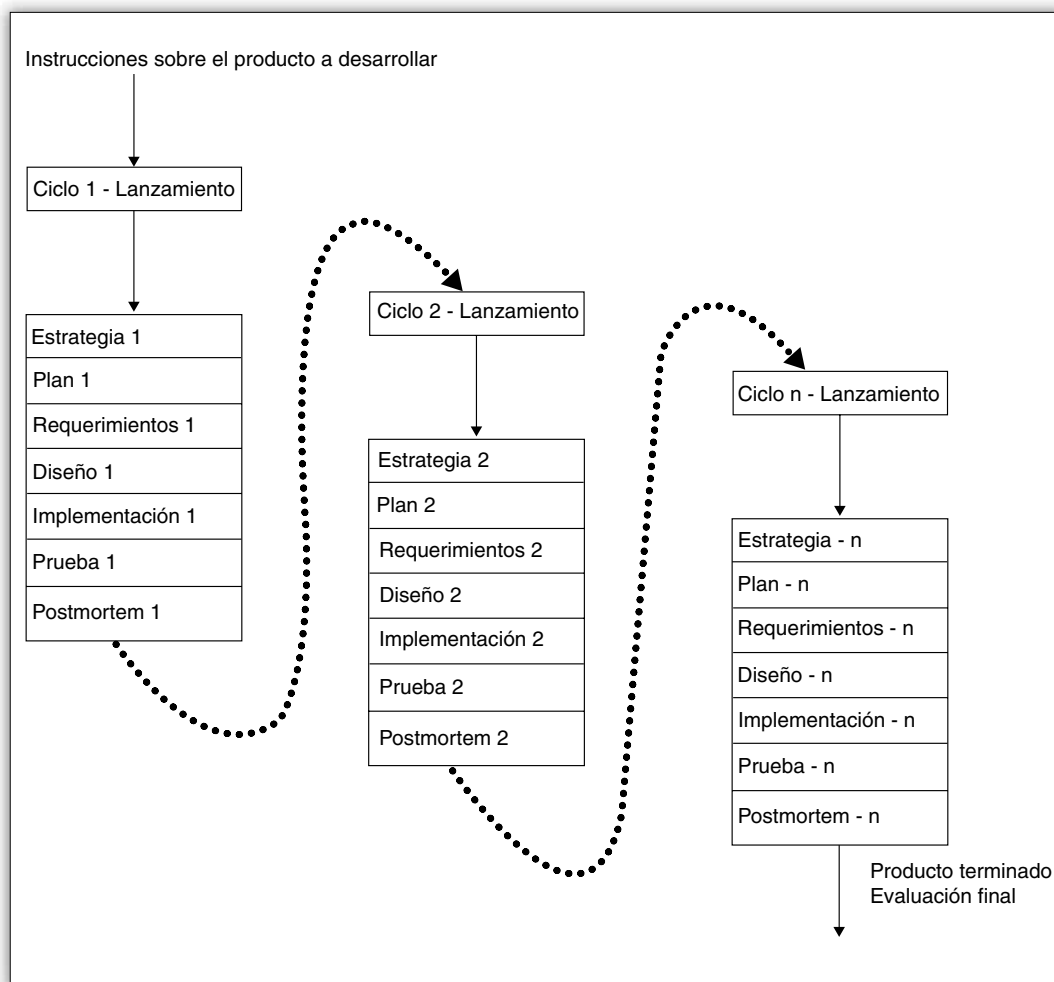 Instrucciones sobre el producto a desarrollar
Ciclo 1 - Lanzamiento
Estrategia 1
Plan 1
Requerimientos 1
Diseño 1
Implementación 1
Prueba 1
Postmortem 1
Ciclo 2 - Lanzamiento
Estrategia 2
Plan 2
Requerimientos 2
Diseño 2
Implementación 2
Prueba 2
Postmortem 2
Ciclo n - Lanzamiento
Estrategia - n
Plan - n
Requerimientos - n
Diseño - n
Implementación - n
Prueba - n
Postmortem - n
Producto terminado
Evaluación final